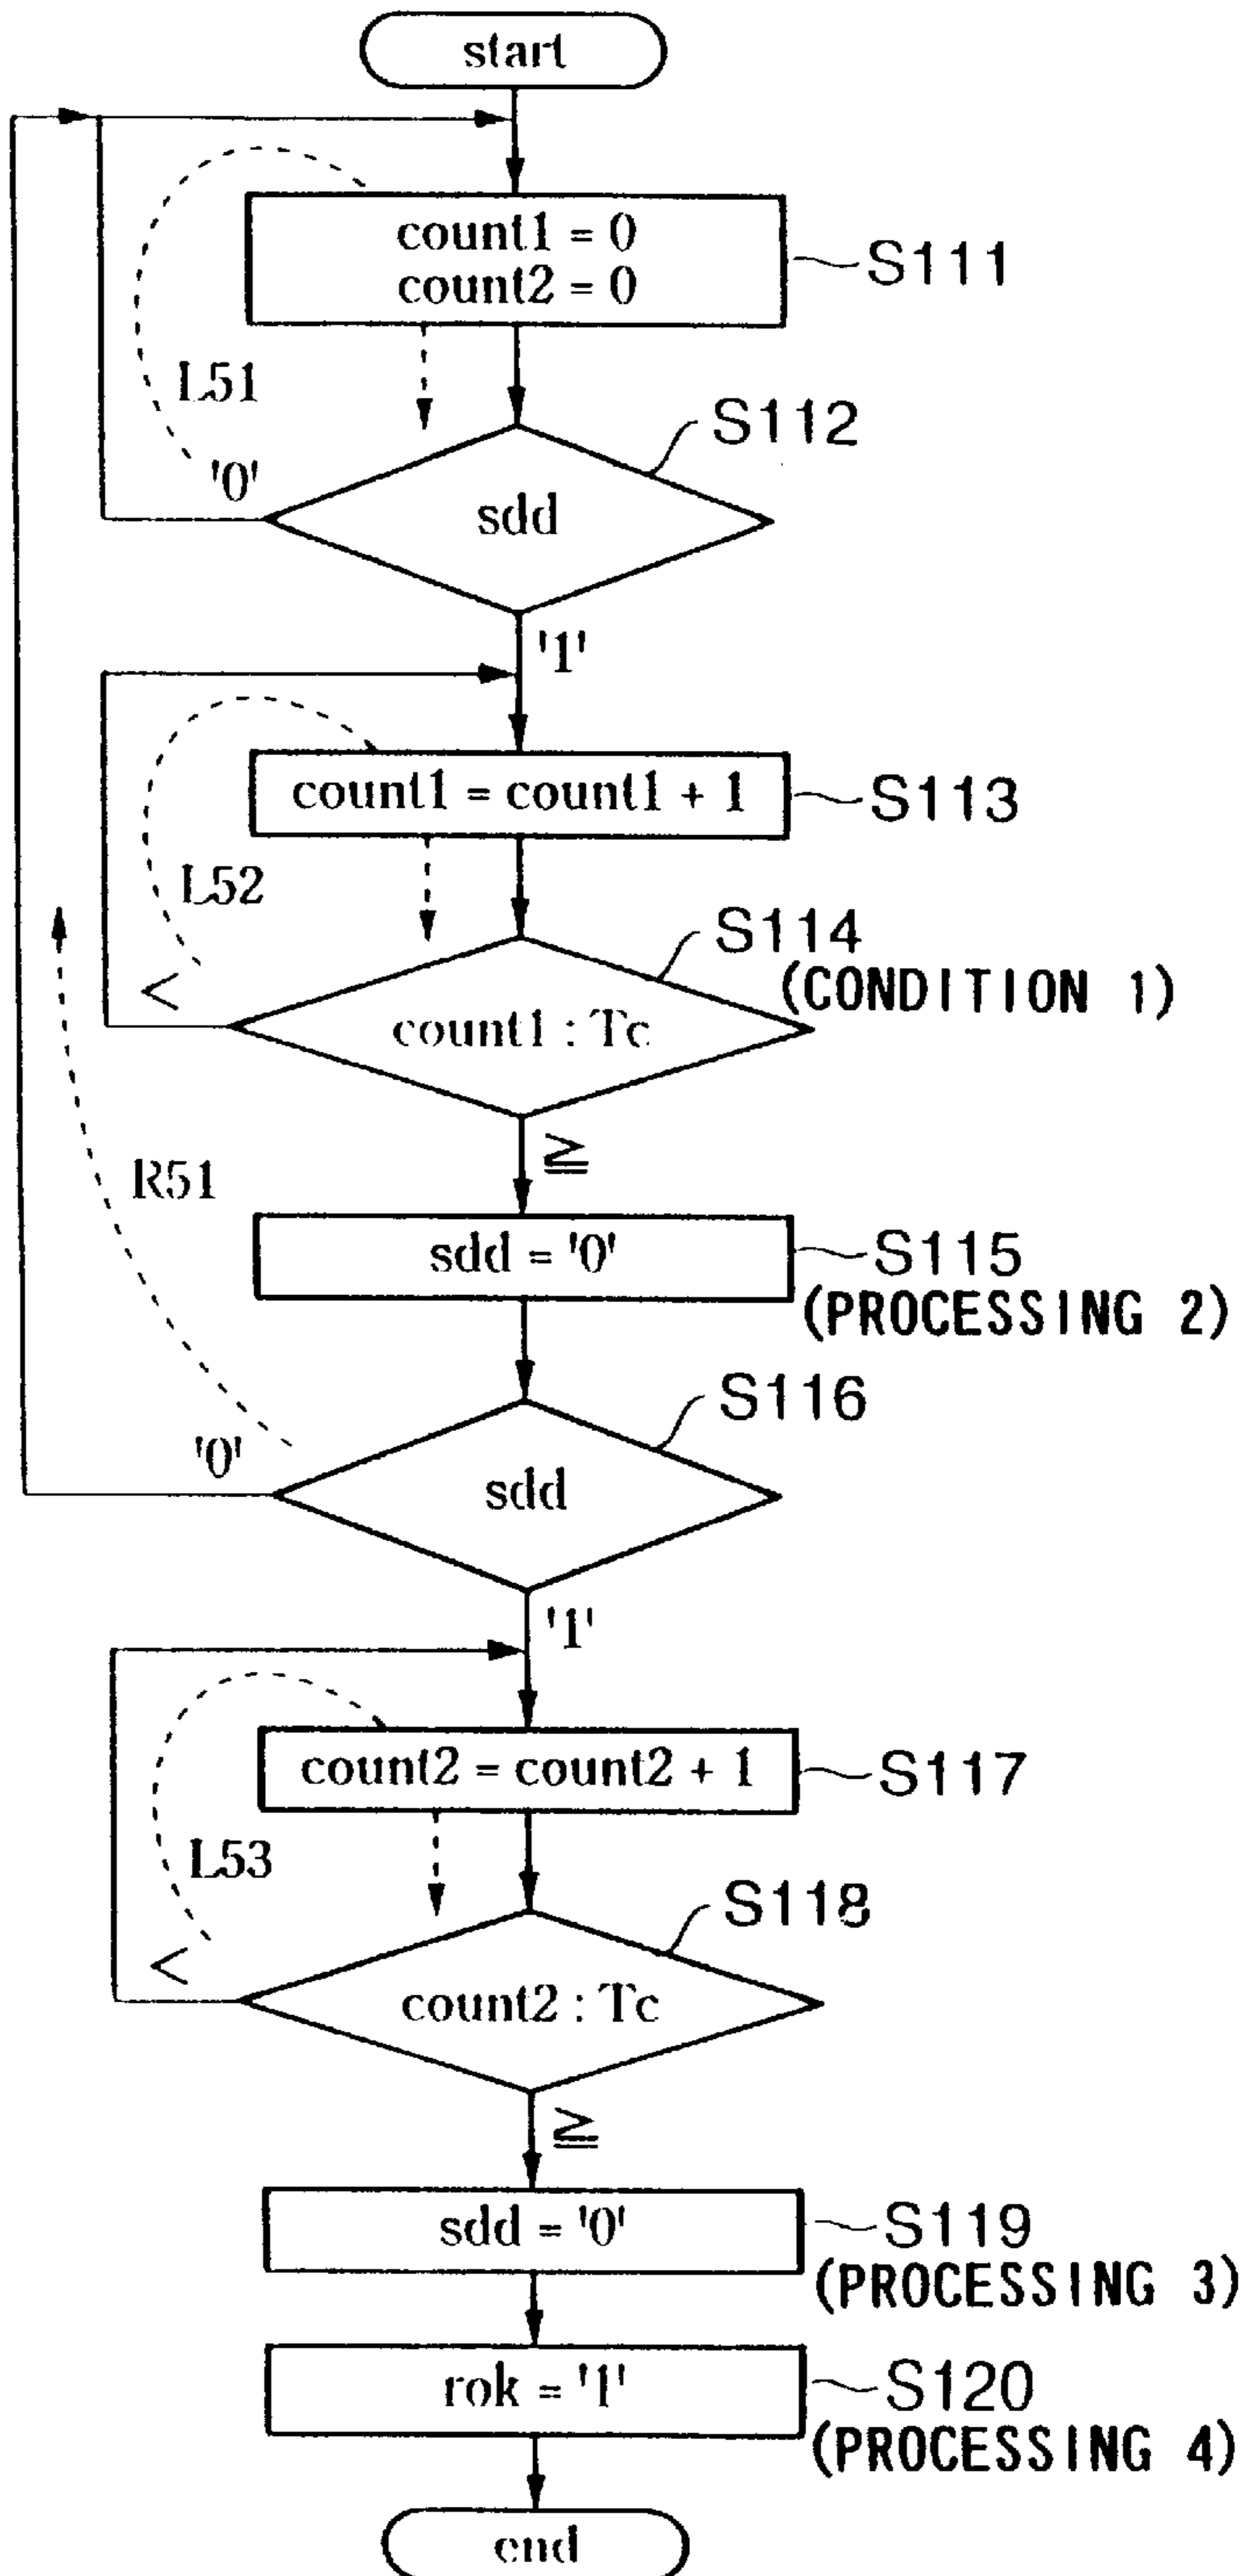 start
count1 = 0
count2 = 0
S111
L51
S112
'0'
sdd
'1'
count1 = count1 + 1
S113
L52
S114
(CONDITION 1)
<
count1 : Tc
≧
R51
sdd = '0'
S115
(PROCESSING 2)
S116
'0'
sdd
'1'
count2 = count2 + 1
S117
L53
S118
<
count2 : Tc
≧
sdd = '0'
S119
(PROCESSING 3)
rok = '1'
S120
(PROCESSING 4)
end